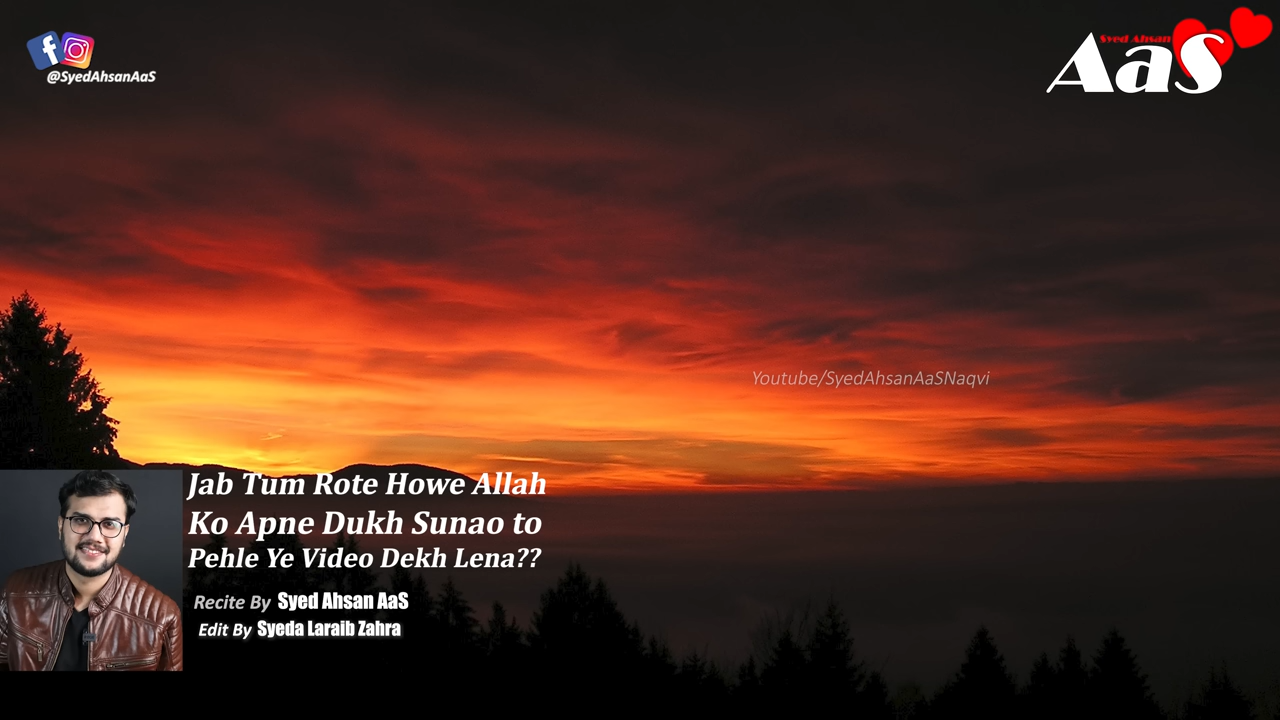 @SyedAhsanAaS
Syed Ahsan
AaS
Youtube/SyedAhsanAaSNaqvi
Jab Tum Rote Howe Allah
Ko Apne Dukh Sunao to
Pehle Ye Video Dekh Lena??
Recite By Syed Ahsan AaS
Edit By Syeda Laraib Zahra